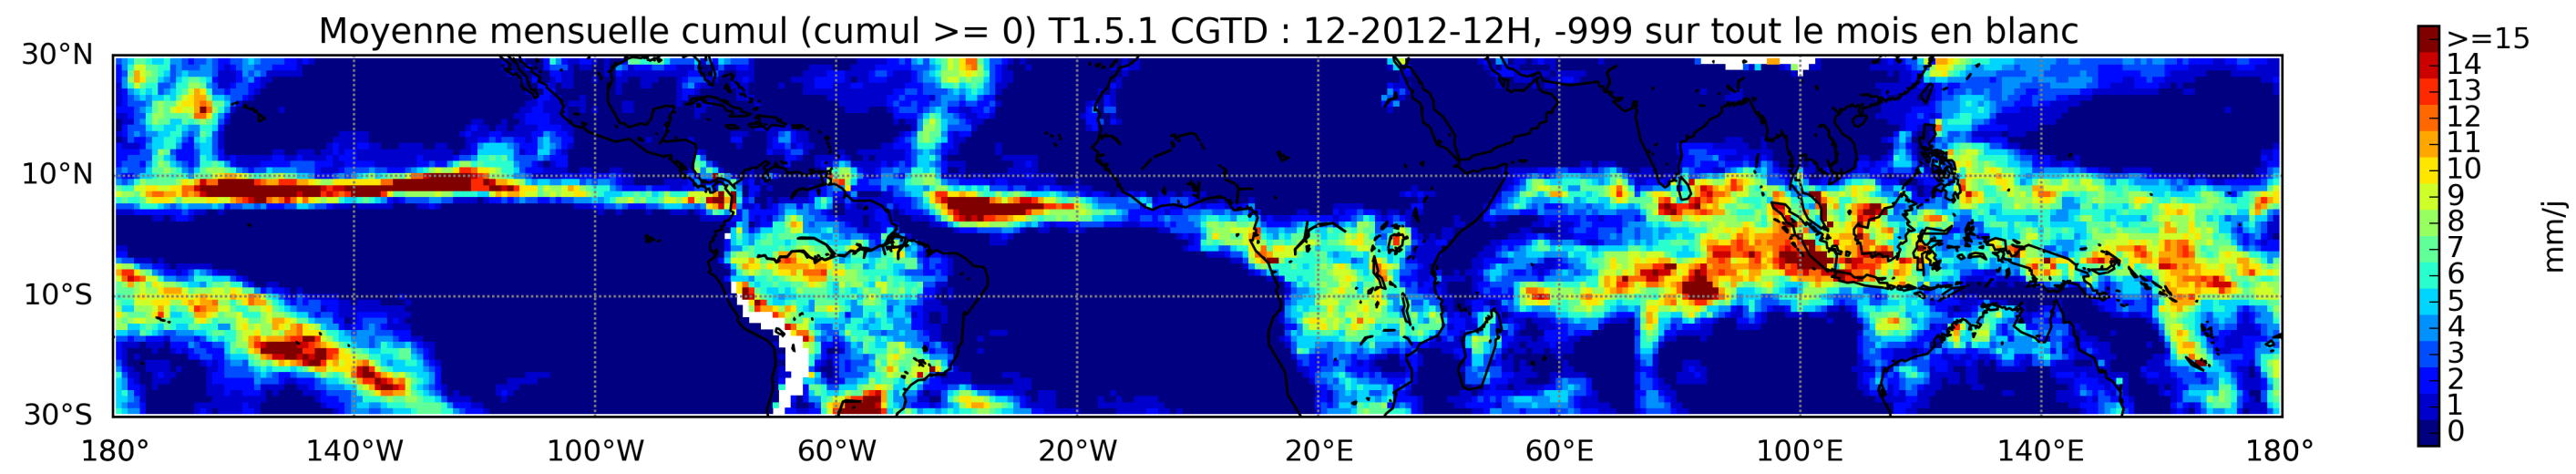 Moyenne mensuelle cumul (cumul >= 0) T1.5.1 CGTD : 12-2012-12H, -999 sur tout le mois en blanc
30°N
10°N
10°S
30°S
180° 140°W 100°W 60°W 20°W 20°E 60°E 100°E 140°E 180°
>=15
14
13
12
11
10
9
8
7
6
5
4
3
2
1
0
mm/j